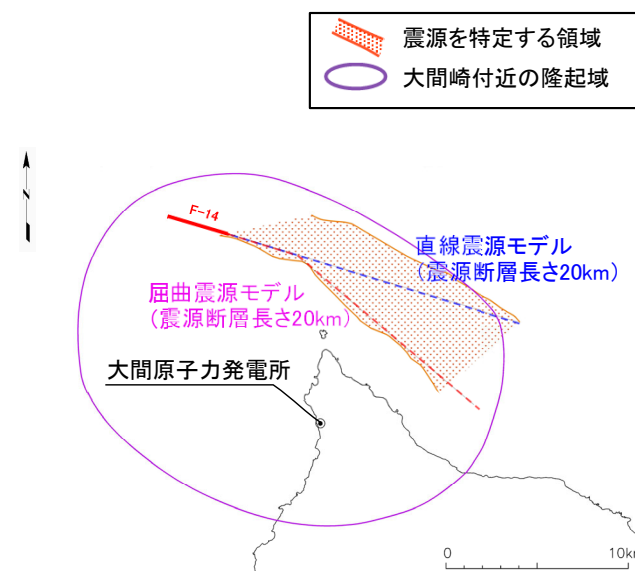 震源を特定する領域
大間崎付近の隆起域
N
F-14
直線震源モデル
(震源断層長さ20km)
屈曲震源モデル
(震源断層長さ20km)
大間原子力発電所
0 10km